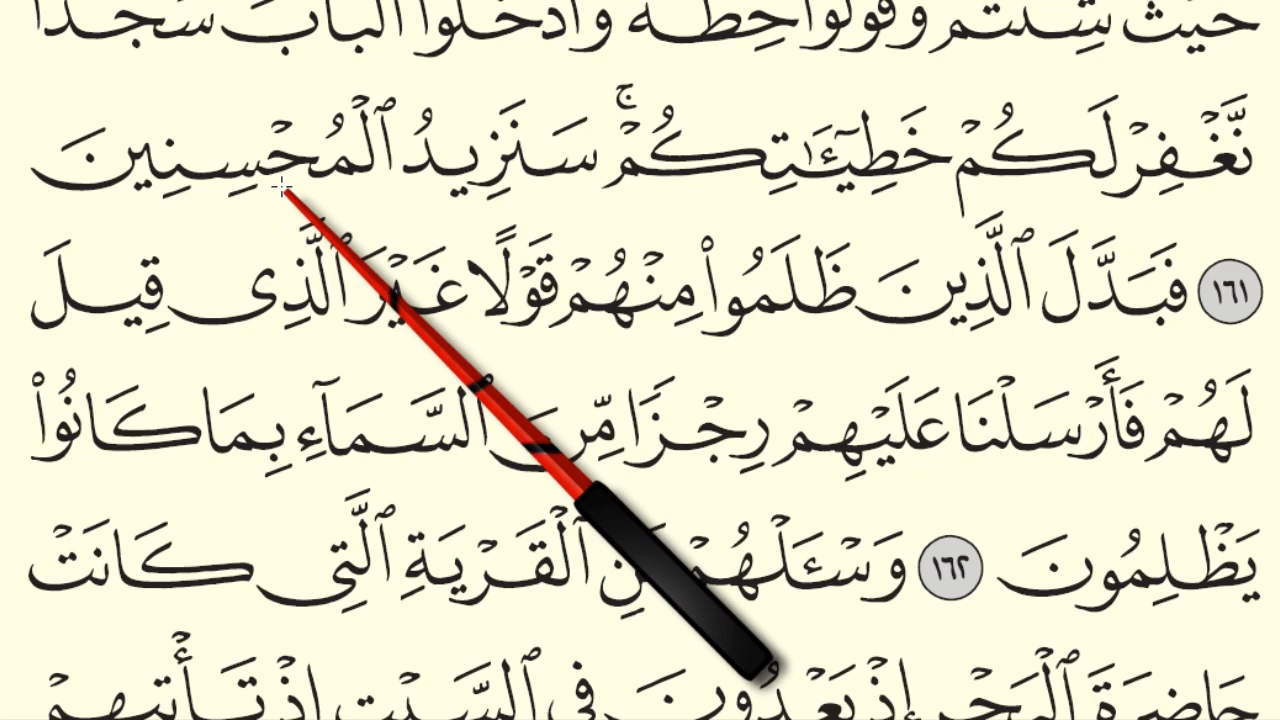 حَيْثُ شِئْتُمْ وَقُولُوا۟ حِطَّةٌ وَٱدْخُلُوا۟ ٱلْبَابَ سُجَّدًا
نَّغْفِرْ لَكُمْ خَطِيٓـَٔـٰتِكُمْ ۚ سَنَزِيدُ ٱلْمُحْسِنِينَ
١٦١ فَبَدَّلَ ٱلَّذِينَ ظَلَمُوا۟ مِنْهُمْ قَوْلًا غَيْرَ ٱلَّذِى قِيلَ
لَهُمْ فَأَرْسَلْنَا عَلَيْهِمْ رِجْزًا مِّنَ ٱلسَّمَآءِ بِمَا كَانُوا۟
يَظْلِمُونَ ١٦٢ وَسْـَٔلْهُمْ عَنِ ٱلْقَرْيَةِ ٱلَّتِى كَانَتْ
حَاضِرَةَ ٱلْبَحْرِ إِذْ يَعْدُونَ فِى ٱلسَّبْتِ إِذْ تَأْتِيهِمْ